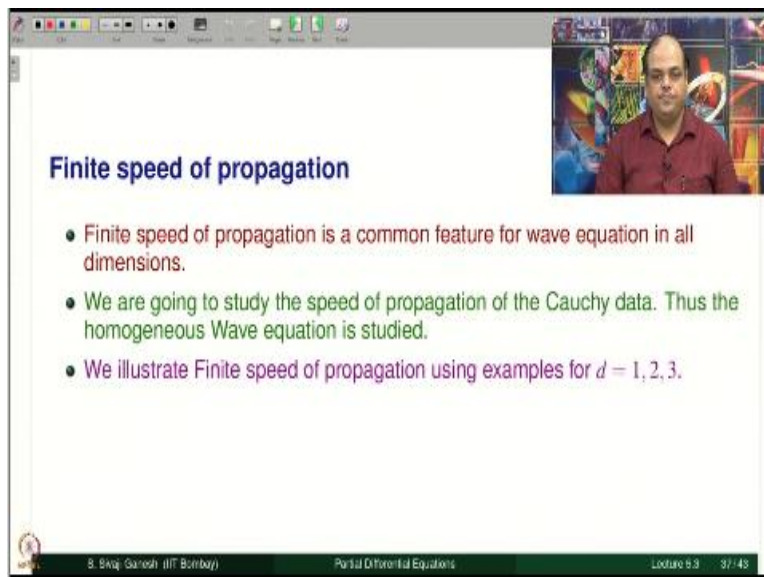 Finite speed of propagation
Finite speed of propagation is a common feature for wave equation in all
dimensions.
We are going to study the speed of propagation of the Cauchy data. Thus the
homogeneous Wave equation is studied.
We illustrate Finite speed of propagation using examples for d = 1, 2, 3.
S. Sivaji Ganesh (IIT Bombay) Partial Differential Equations Lecture 6.3 37/43